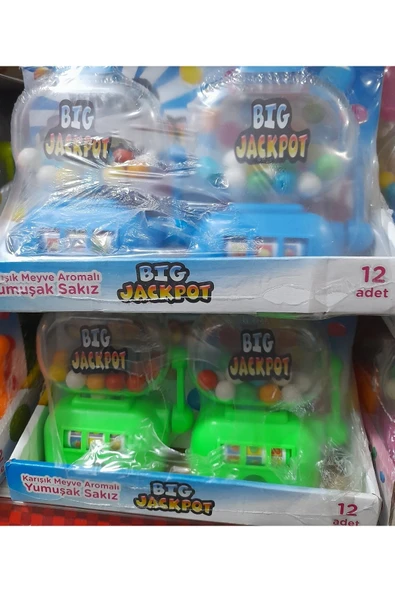 BIG
JACKPOT
BIG
JACKPOT
Karışık Meyve Aromalı
Yumuşak Sakız
BIG
JACKPOT
12
adet
BIG
JACKPOT
BIG
JACKPOT
Karışık Meyve Aromalı
Yumuşak Sakız
BIG
JACKPOT
12
adet